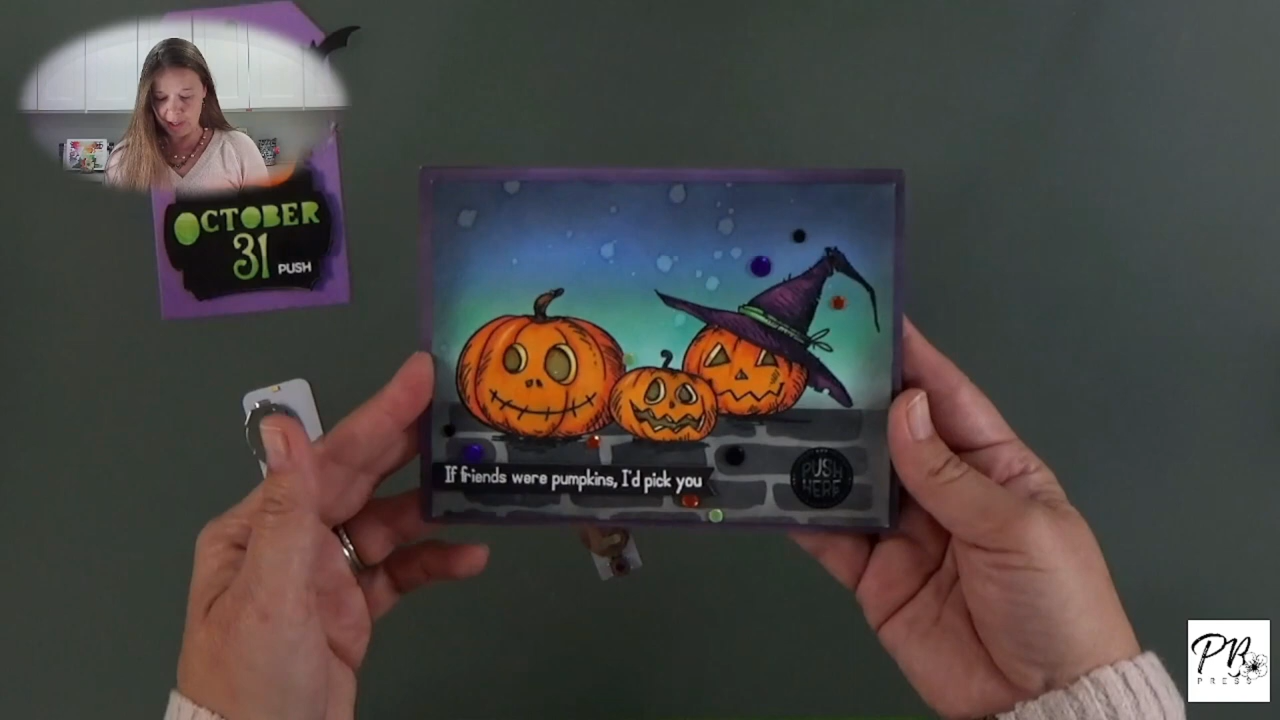 OCTOBER
31 PUSH
If friends were pumpkins, I'd pick you
PUSH
HERE
PB
PRESS